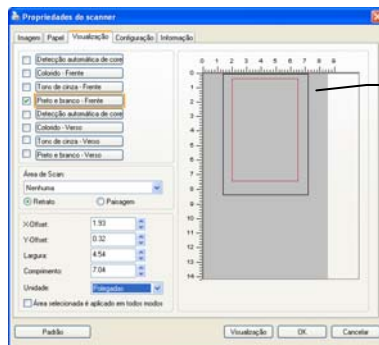 Propriedades do scanner
Imagem Papel Visualização Configuração Informação
Detecção automática de core
Colorido - Frente
Tons de cinza - Frente
Preto e branco - Frente
Detecção automática de core
Colorido - Verso
Tons de cinza - Verso
Preto e branco - Verso
Área de Scan:
Nenhuma
Retrato Paisagem
X-Offset: 1.93
Y-Offset: 0.32
Largura: 4.54
Comprimento: 7.04
Unidade: Polegadas
Área selecionada é aplicado em todos modos
0 1 2 3 4 5 6 7 8
0
1
2
3
4
5
6
7
8
9
10
11
12
13
14
Padrão Visualização OK Cancelar